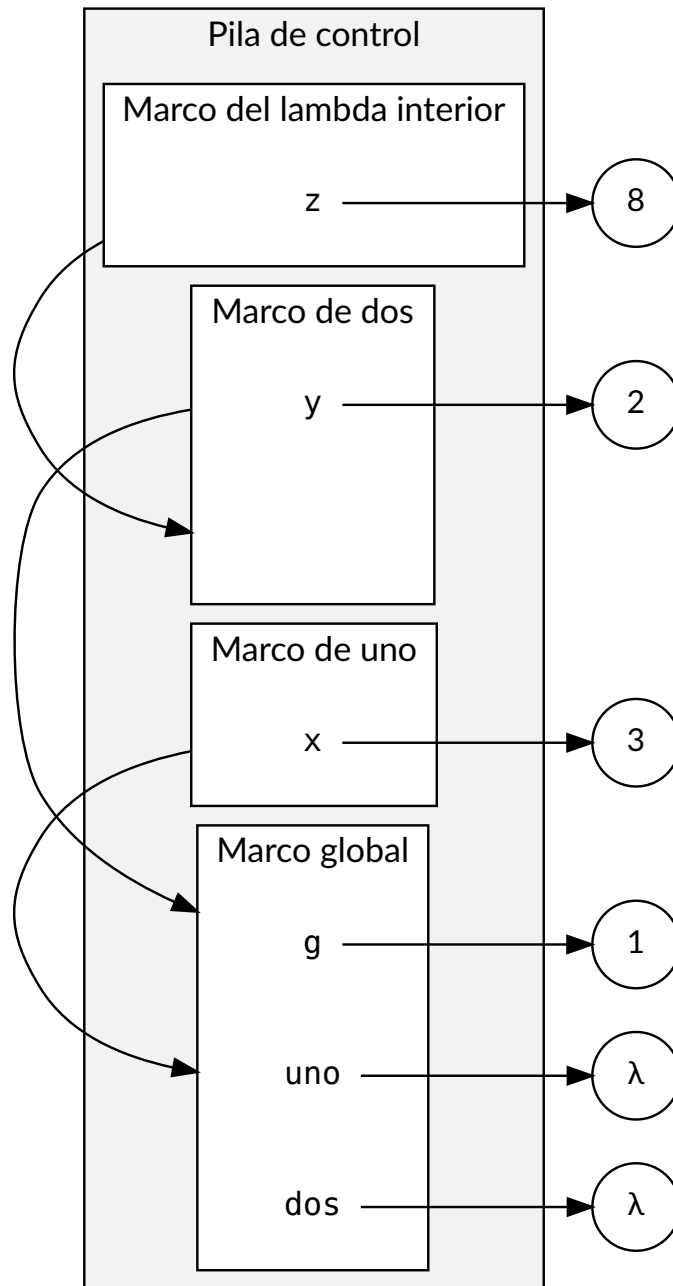 Pila de control
Marco del lambda interior
z 8
Marco de dos
y 2
Marco de uno
x 3
Marco global
g 1
uno λ
dos λ